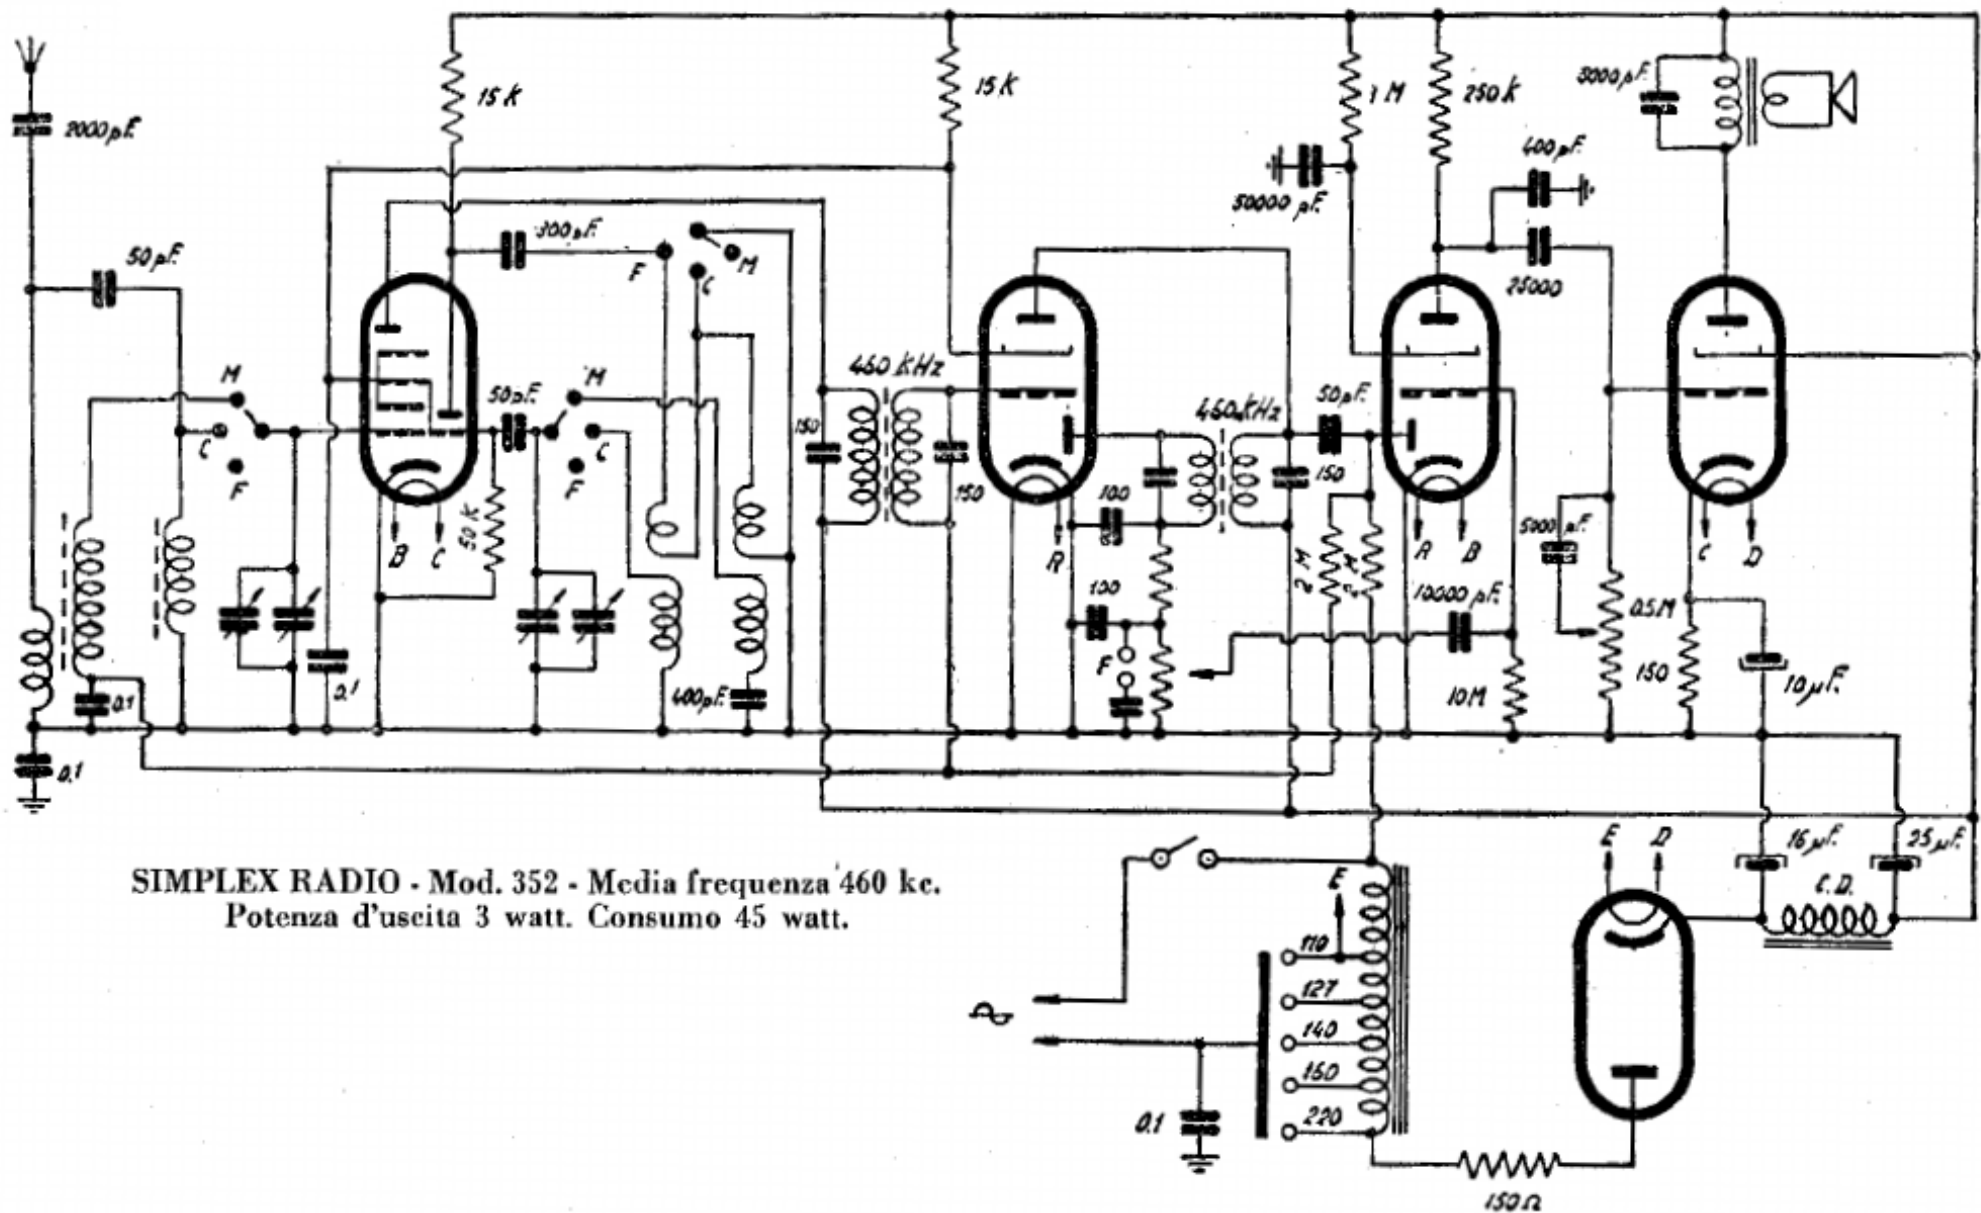 15 K
15 K
1 M
250 K
5000 pF.
2000 pF.
400 pF.
50000 pF.
300 pF.
F
M
C
50 pF.
25000
M
C
F
50 pF.
M
C
F
460 KHz
150
150
460 KHz
50 pF.
150
50 K
B
C
100
R
A
B
C
D
2 M
5000 pF.
10000 pF.
0.5 M
100
F
10 M
150
10 µF.
0.1
0.1
400 pF.
0.1
SIMPLEX RADIO - Mod. 352 - Media frequenza 460 kc.
Potenza d'uscita 3 watt. Consumo 45 watt.
E
D
16 µF.
25 µF.
C.D.
E
110
127
140
160
220
0.1
150 Ω